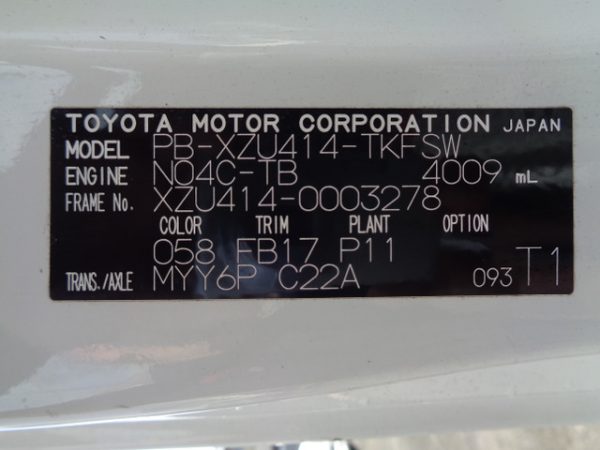 TOYOTA MOTOR CORPORATION JAPAN
MODEL PB-XZU414-TKFSW
ENGINE N04C-TB 4009 mL
FRAME No. XZU414-0003278
COLOR TRIM PLANT OPTION
058 FB17 P11
TRANS./AXLE MYY6P C22A 093 T1